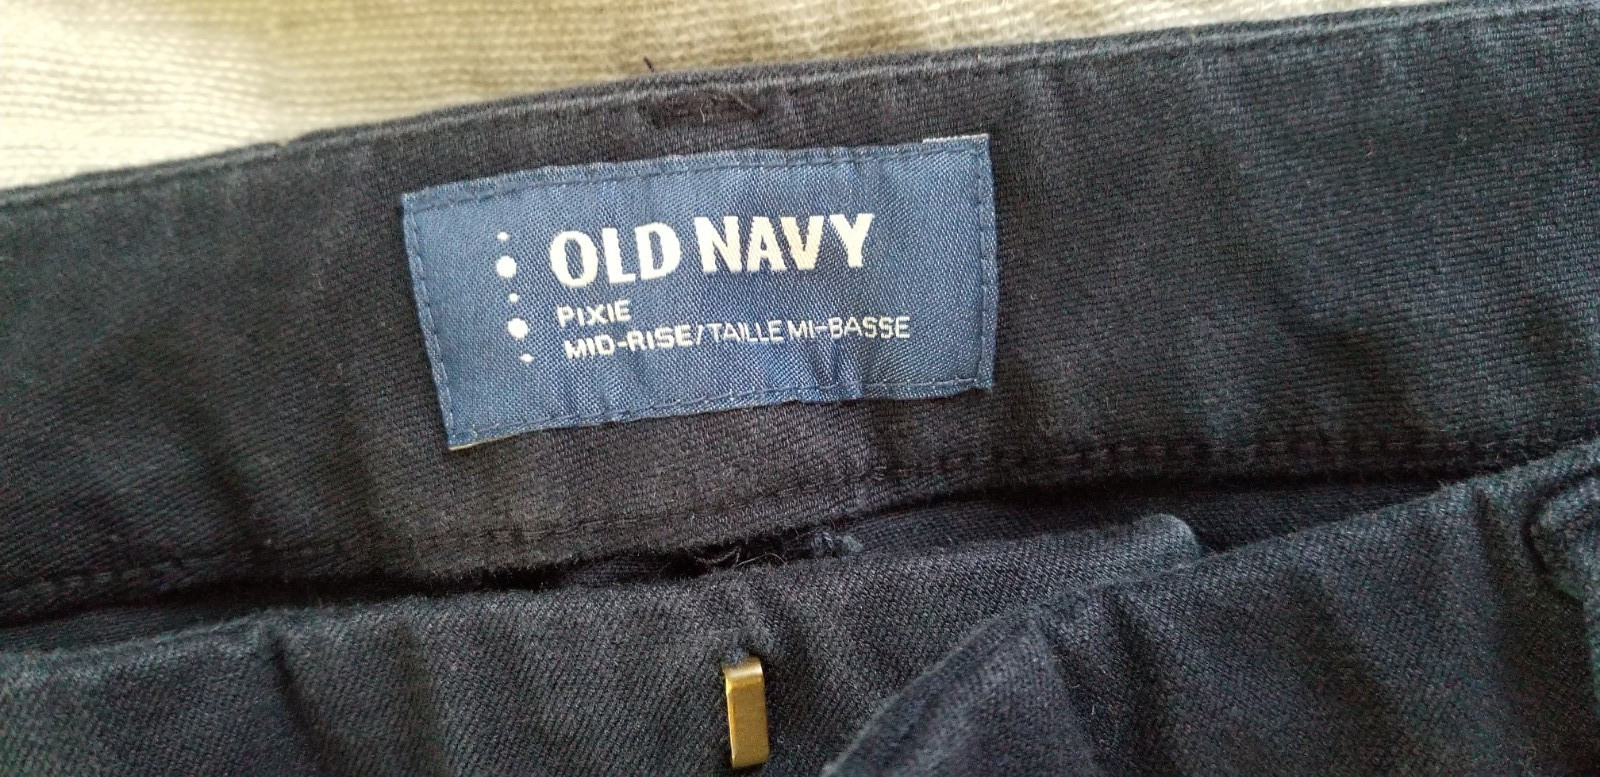 OLD NAVY
PIXIE
MID-RISE/TAILLE MI-BASSE